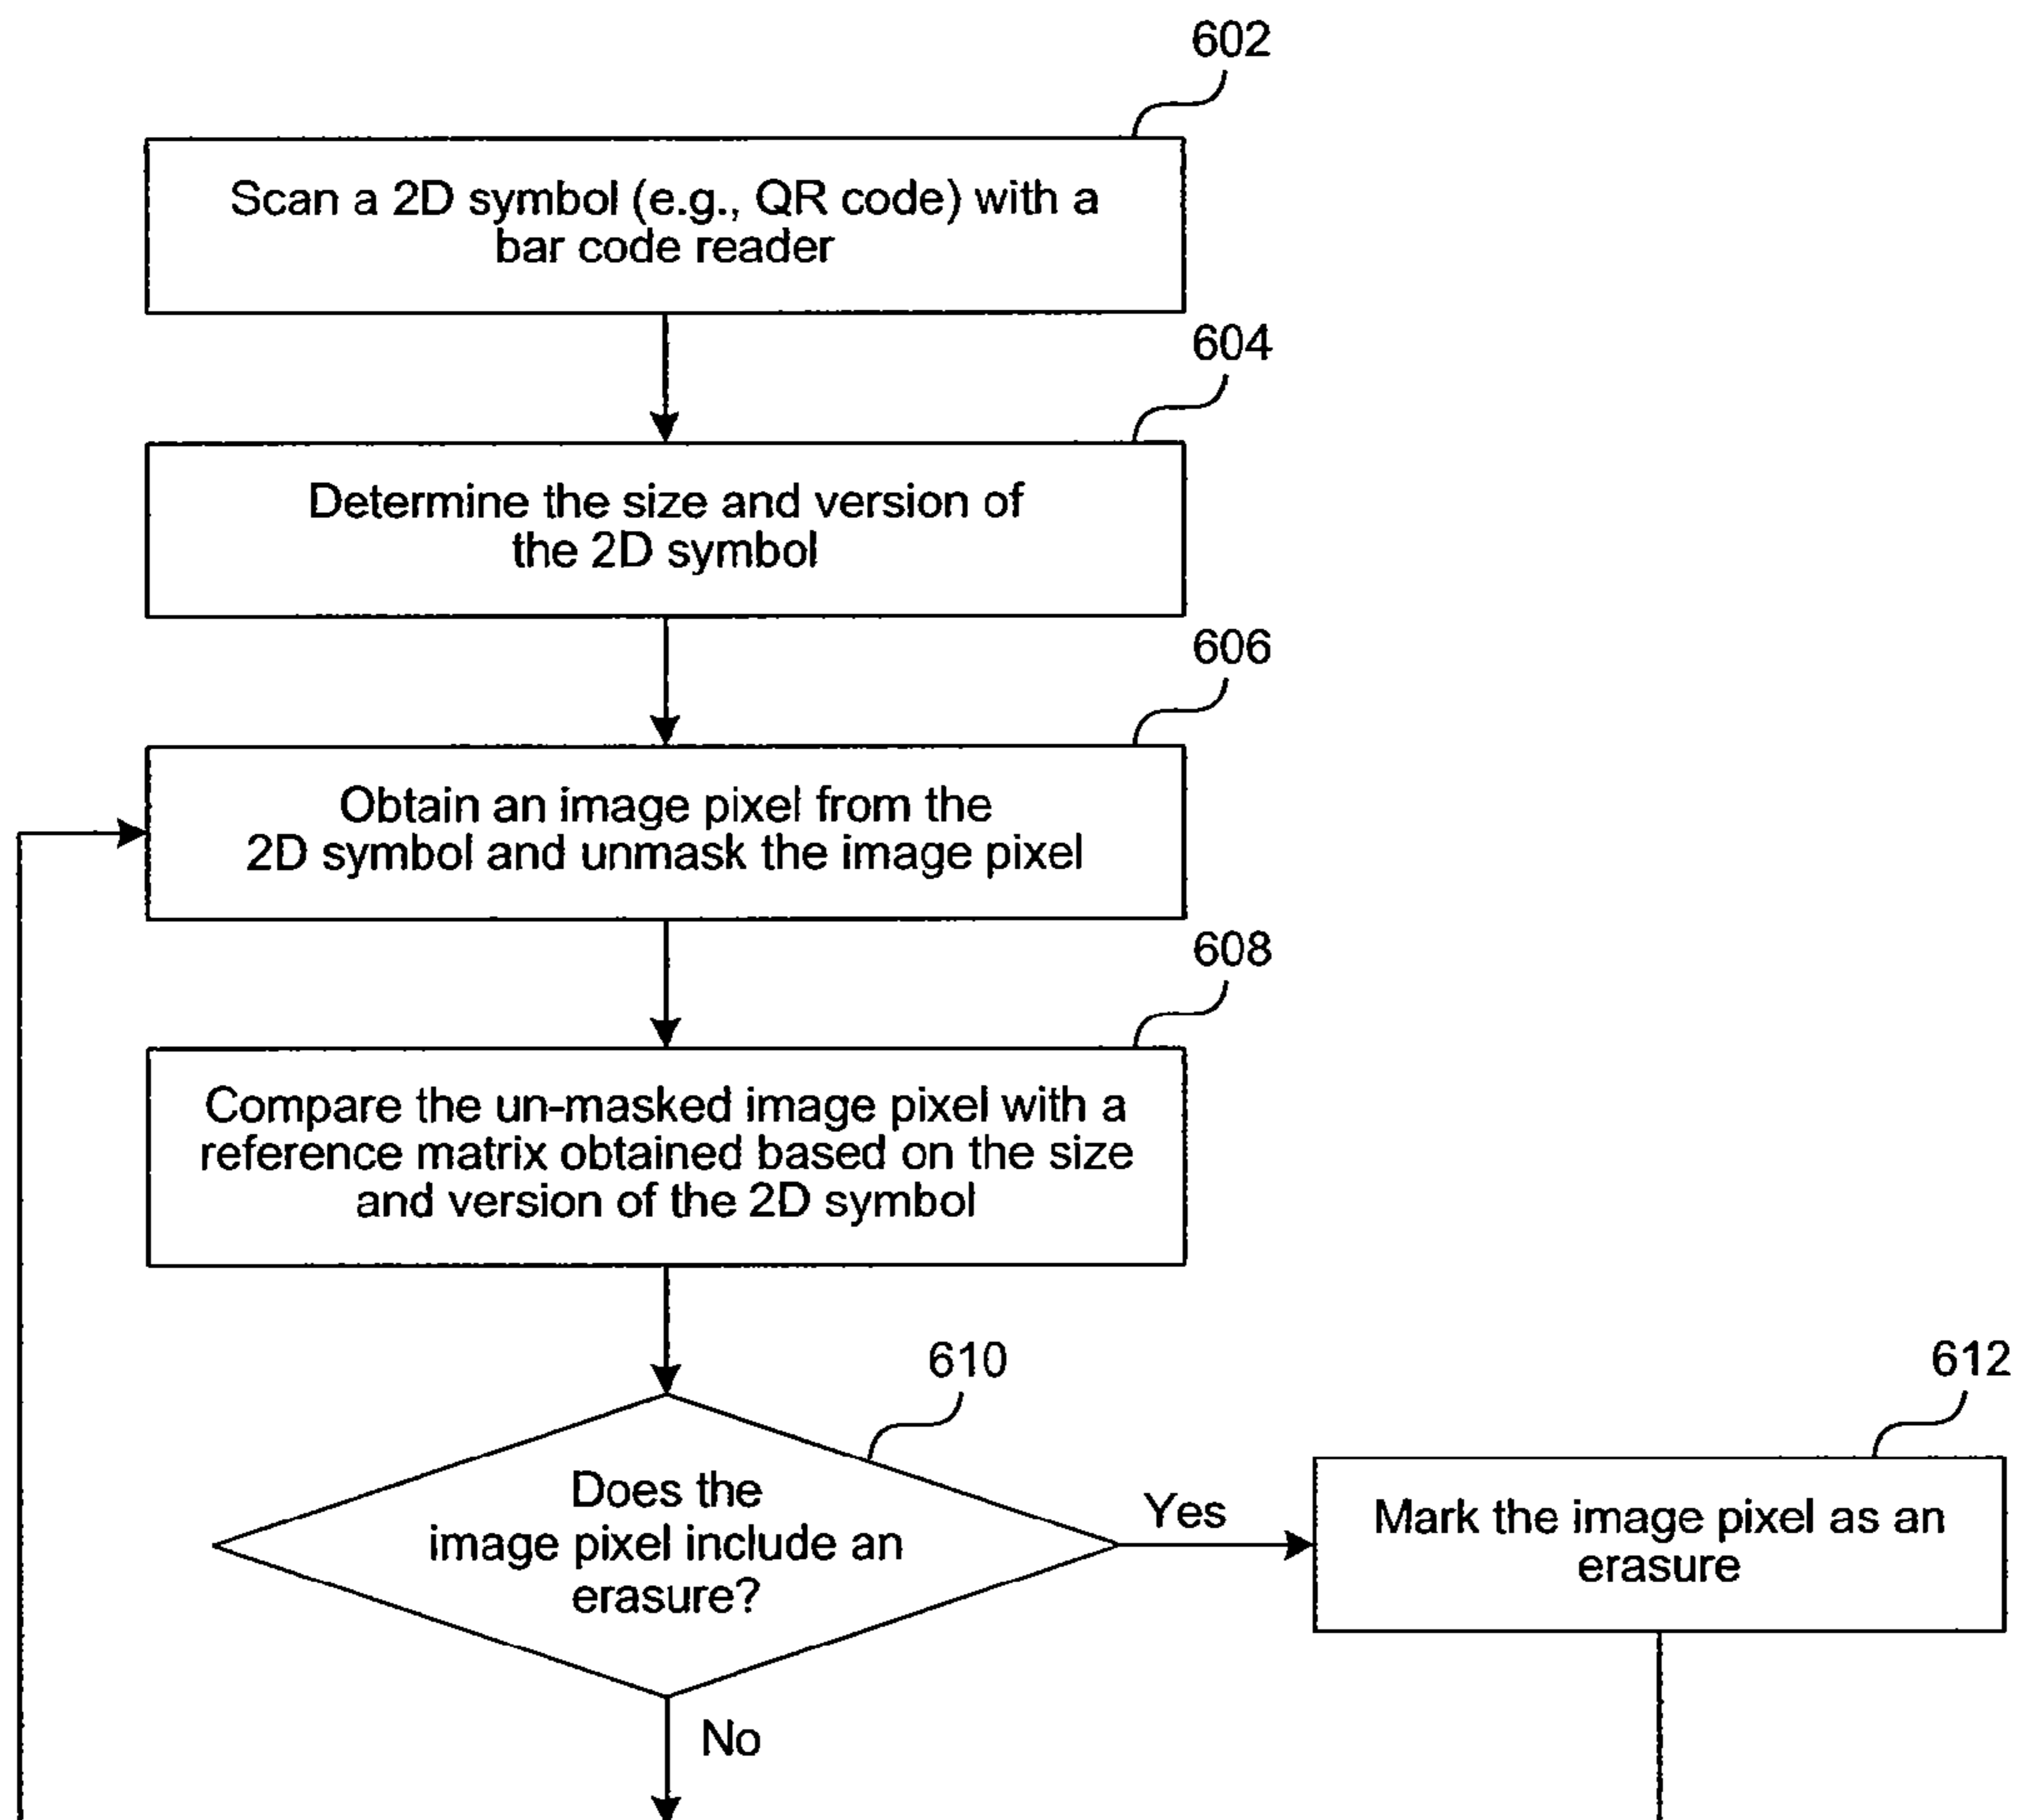 602
Scan a 2D symbol (e.g., QR code) with a
bar code reader
604
Determine the size and version of
the 2D symbol
606
Obtain an image pixel from the
2D symbol and unmask the image pixel
608
Compare the un-masked image pixel with a
reference matrix obtained based on the size
and version of the 2D symbol
610
Does the
image pixel include an
erasure?
Yes
612
Mark the image pixel as an
erasure
No